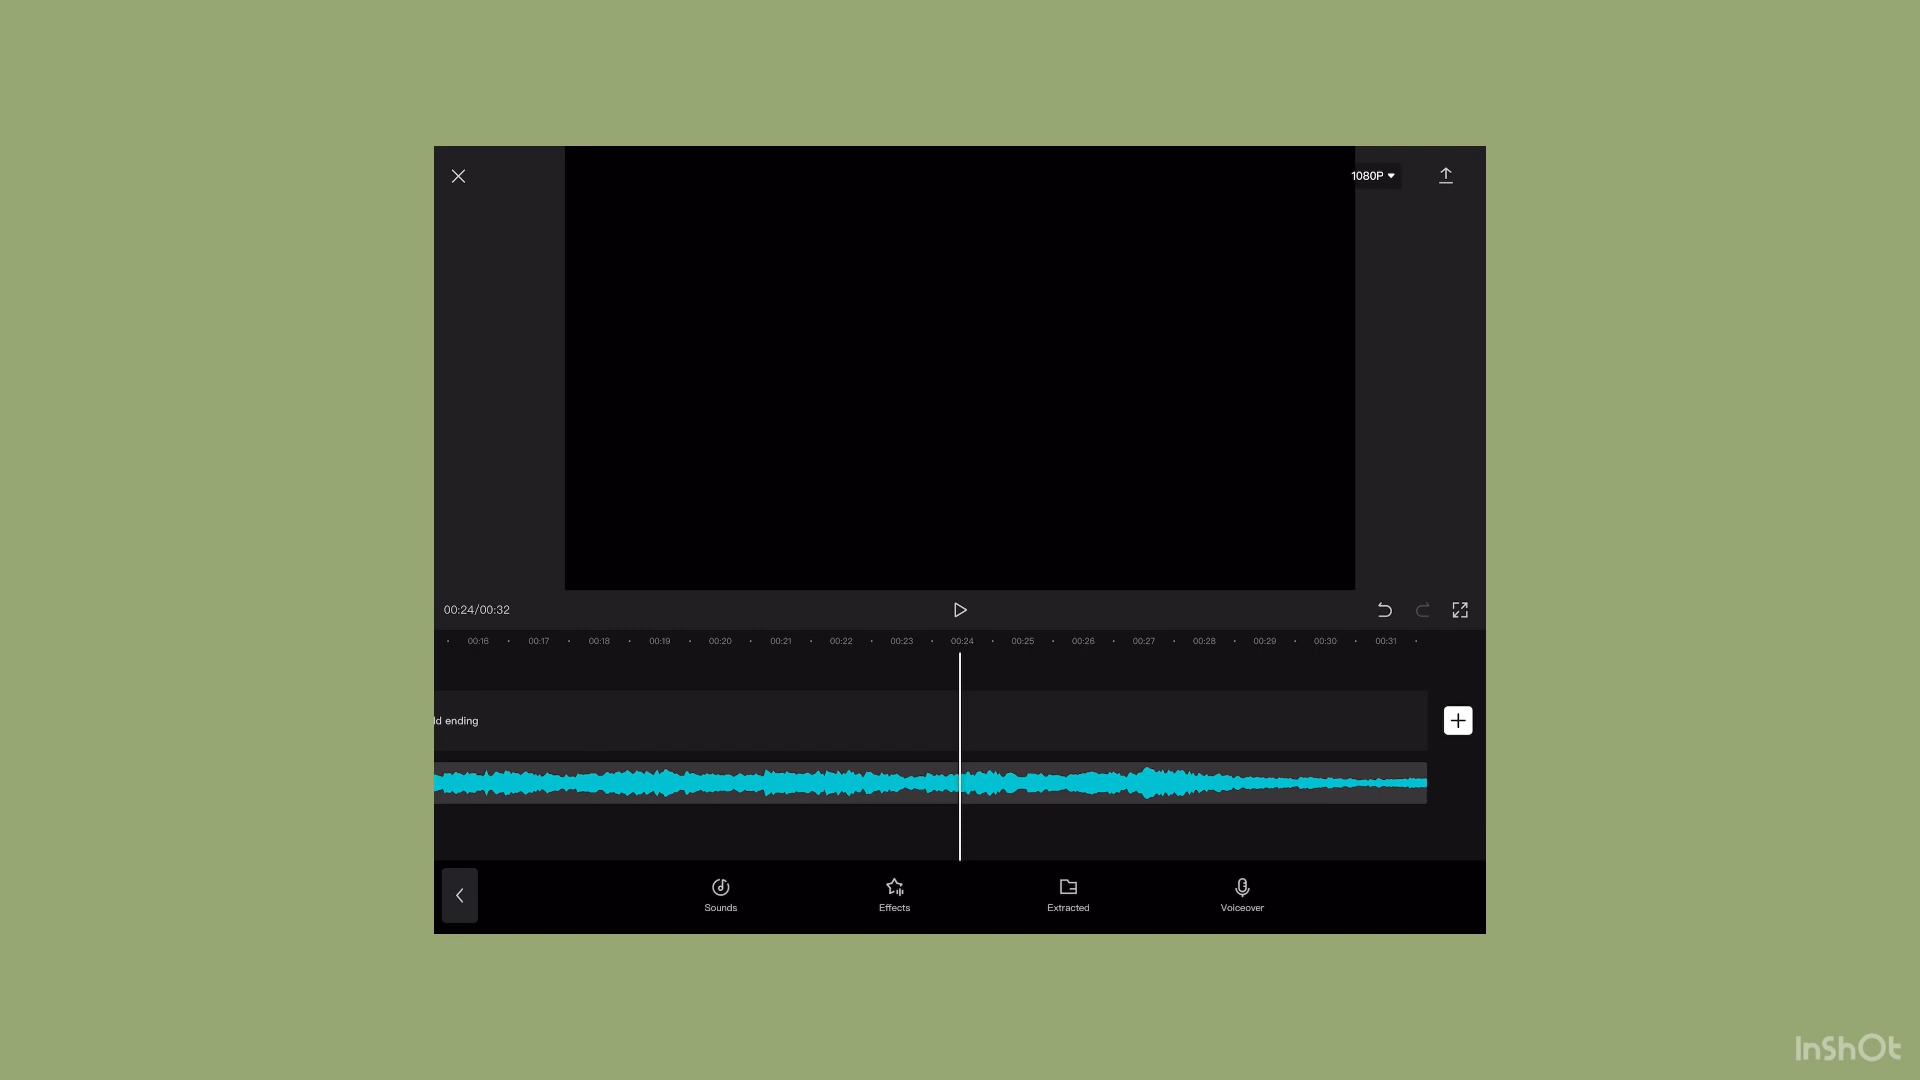 1080P
00:24/00:32
00:16 00:17 00:18 00:19 00:20 00:21 00:22 00:23 00:24 00:25 00:26 00:27 00:28 00:29 00:30 00:31
ld ending
Sounds Effects Extracted Voiceover
InShOt